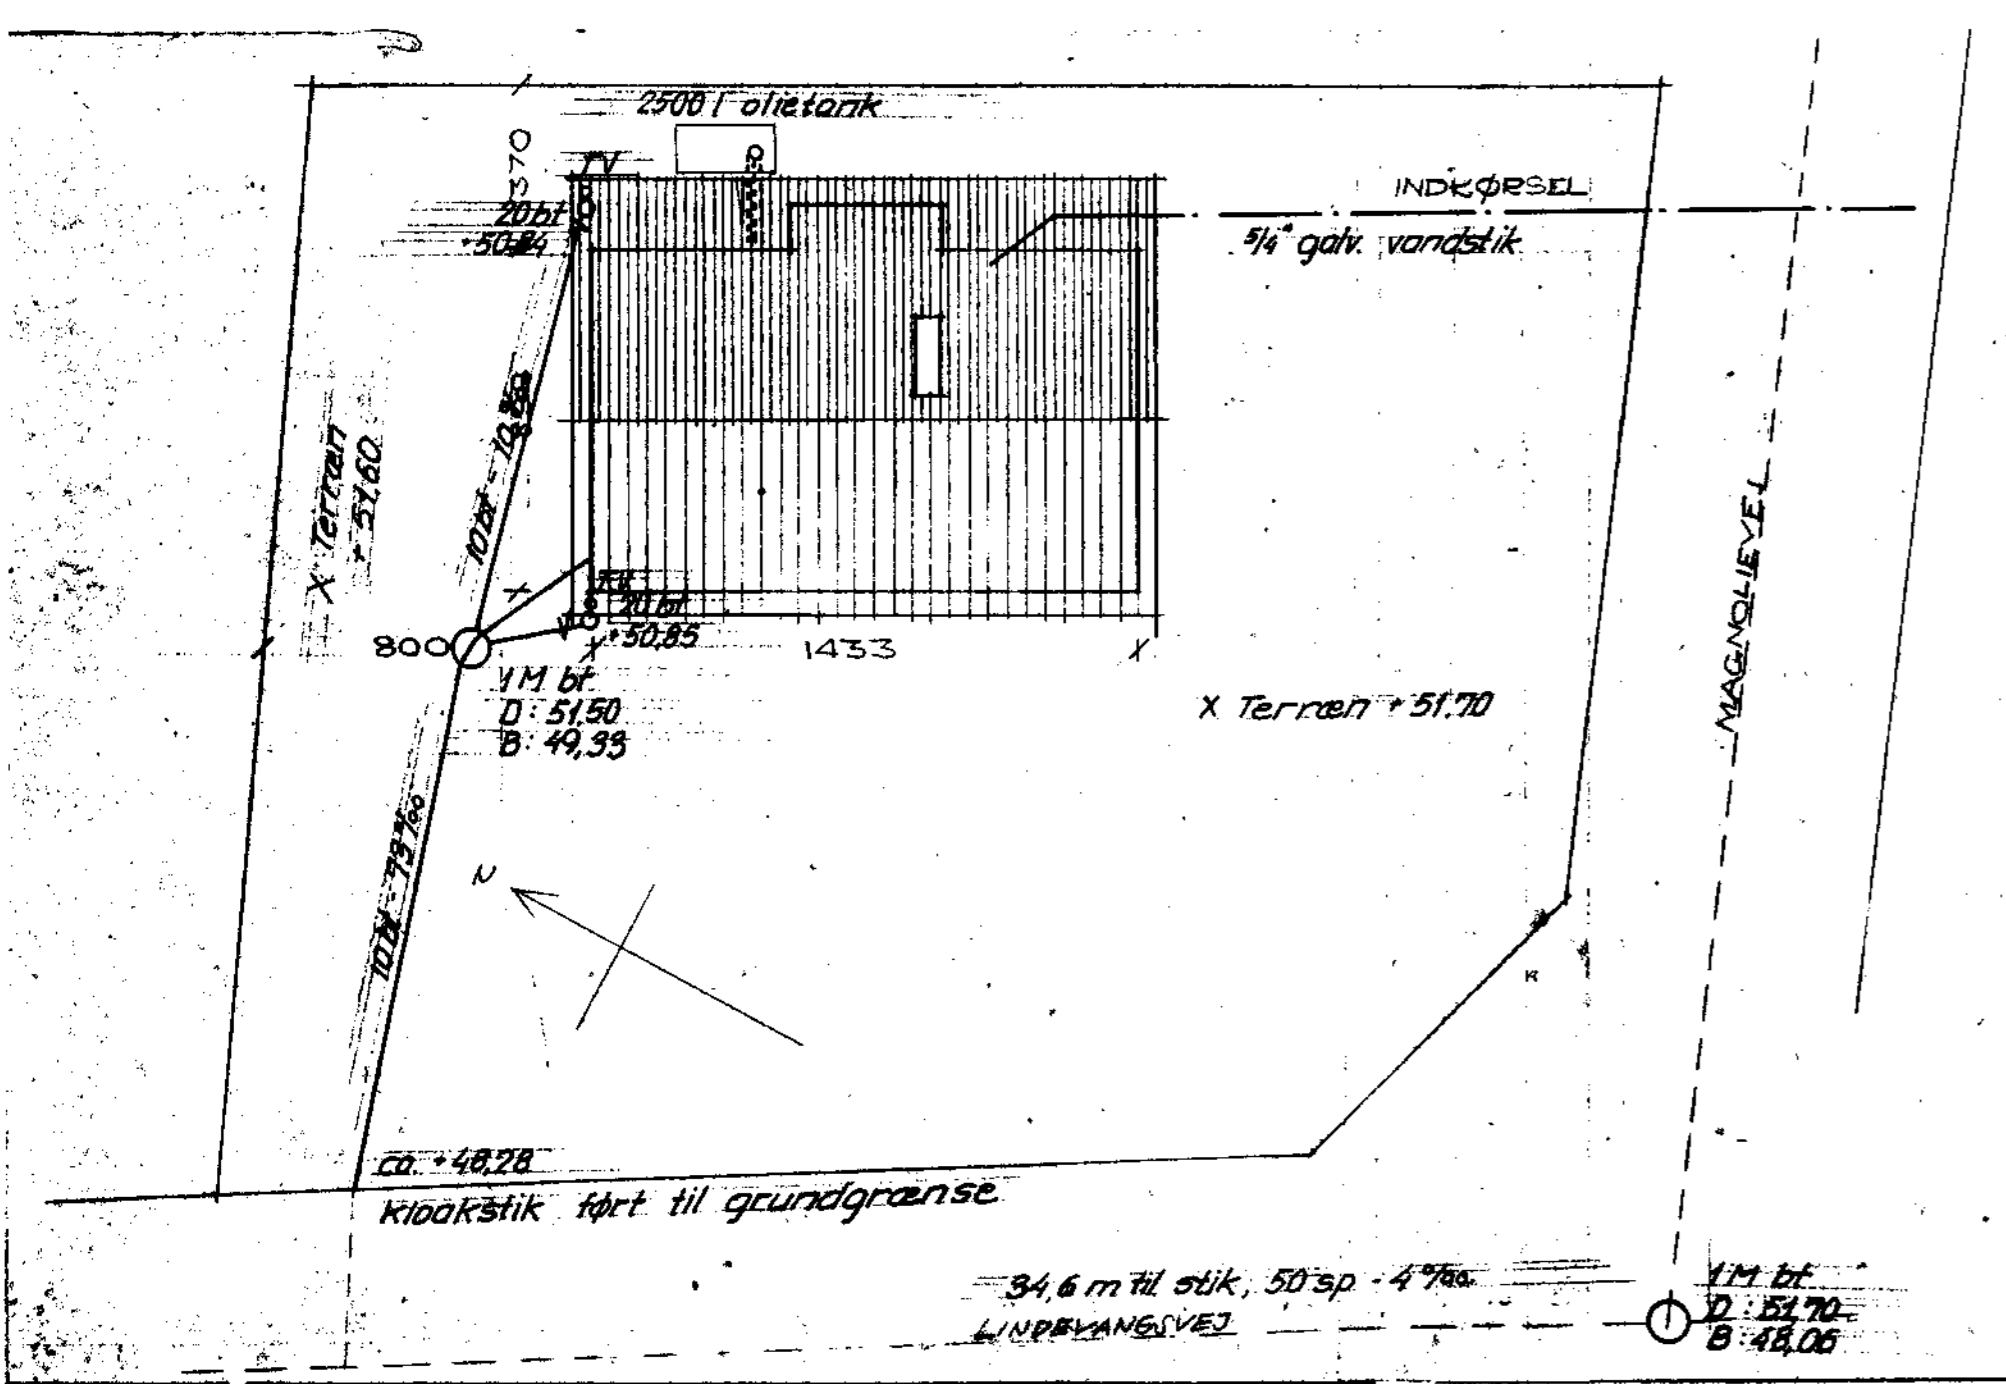 2500 l olietank
370
TV
20 bt
+50,84
INDKØRSEL
5/4" galv. vandstik
10 bt -
X Terræn
+ 51,60
20 bt
+50,85
800
1433
1 M bt
D: 51,50
B: 49,33
X Terræn + 51.70
MAGNOLIEVEJ
10 bt -
N
ca. + 48,28
kloakstik ført til grundgrænse
34,6 m til stik, 50 sp - 4 ‰
LINDEVANGSVEJ
1 M bt
D: 51,70
B: 48,06